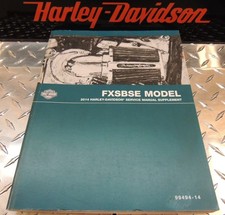 Harley-Davidson
FXSBSE MODEL
2014 HARLEY-DAVIDSON® SERVICE MANUAL SUPPLEMENT
99494-14